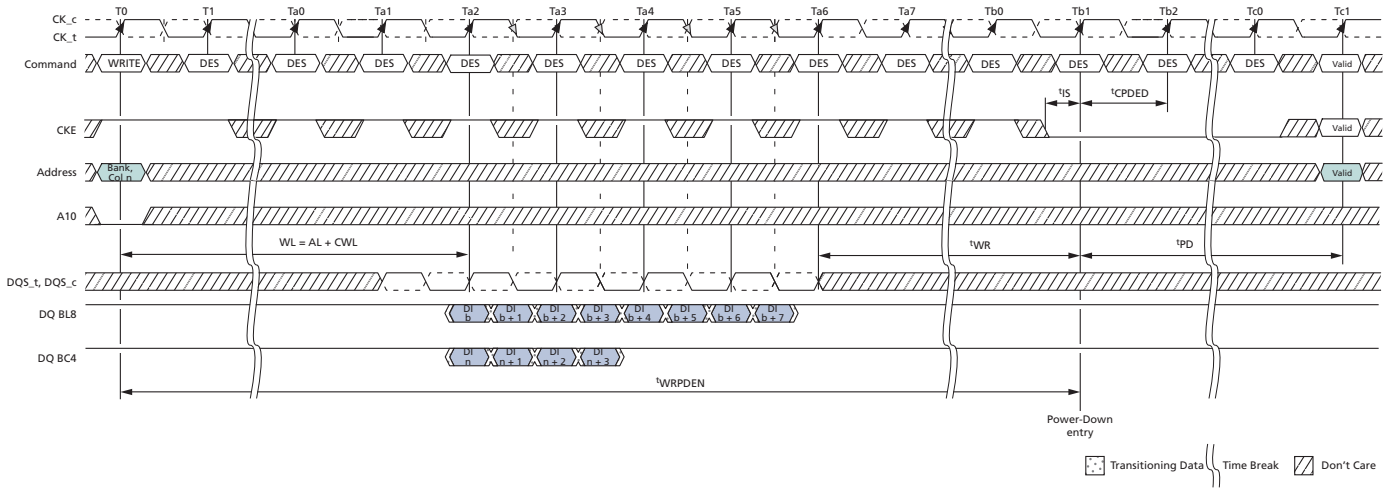 T0 T1 Ta0 Ta1 Ta2 Ta3 Ta4 Ta5 Ta6 Ta7 Tb0 Tb1 Tb2 Tc0 Tc1
CK_c
CK_t
Command WRITE DES DES DES DES DES DES DES DES DES DES DES DES DES Valid
tIS tCPDED
CKE Valid
Address Bank, Col n Valid
A10
WL = AL + CWL tWR tPD
DQS_t, DQS_c
DQ BL8 DI b DI b + 1 DI b + 2 DI b + 3 DI b + 4 DI b + 5 DI b + 6 DI b + 7
DQ BC4 DI n DI n + 1 DI n + 2 DI n + 3
tWRPDEN
Power-Down
entry
Transitioning Data Time Break Don't Care